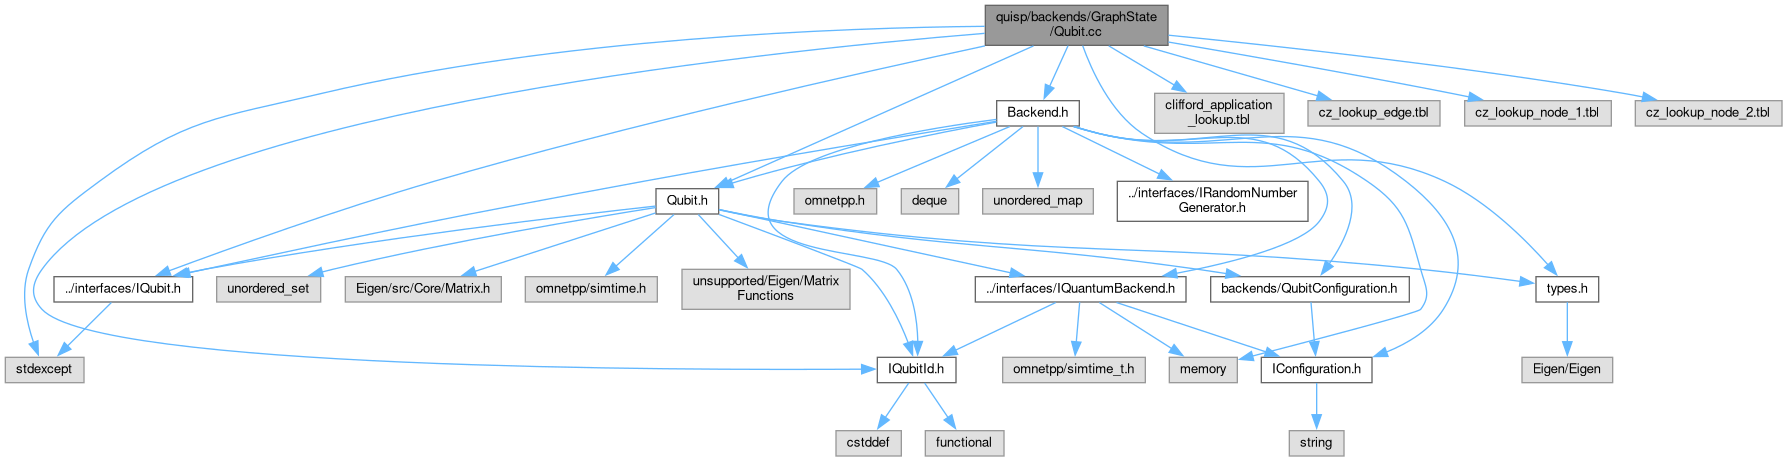 quisp/backends/GraphState
/Qubit.cc
Backend.h
clifford_application
_lookup.tbl
cz_lookup_edge.tbl
cz_lookup_node_1.tbl
cz_lookup_node_2.tbl
Qubit.h
omnetpp.h
deque
unordered_map
../interfaces/IRandomNumber
Generator.h
../interfaces/IQubit.h
unordered_set
Eigen/src/Core/Matrix.h
omnetpp/simtime.h
unsupported/Eigen/Matrix
Functions
../interfaces/IQuantumBackend.h
backends/QubitConfiguration.h
types.h
stdexcept
IQubitId.h
omnetpp/simtime_t.h
memory
IConfiguration.h
Eigen/Eigen
cstddef
functional
string